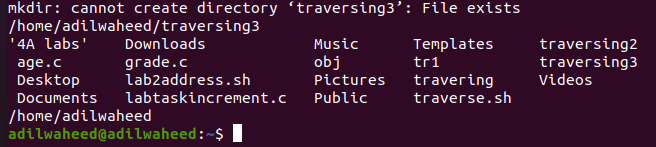 mkdir: cannot create directory ‘traversing3’: File exists
/home/adilwaheed/traversing3
'4A labs' Downloads Music Templates traversing2
age.c grade.c obj tr1 traversing3
Desktop lab2address.sh Pictures travering Videos
Documents labtaskincrement.c Public traverse.sh
/home/adilwaheed
adilwaheed@adilwaheed:~$